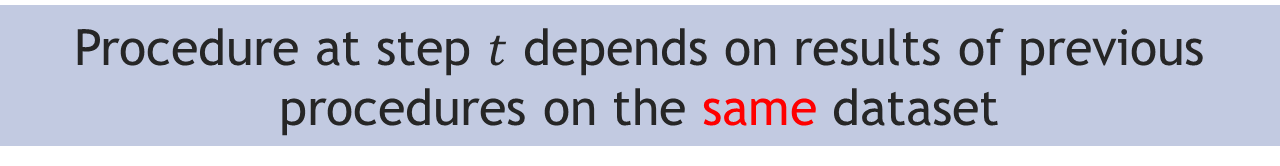 Procedure at step t depends on results of previous
procedures on the same dataset